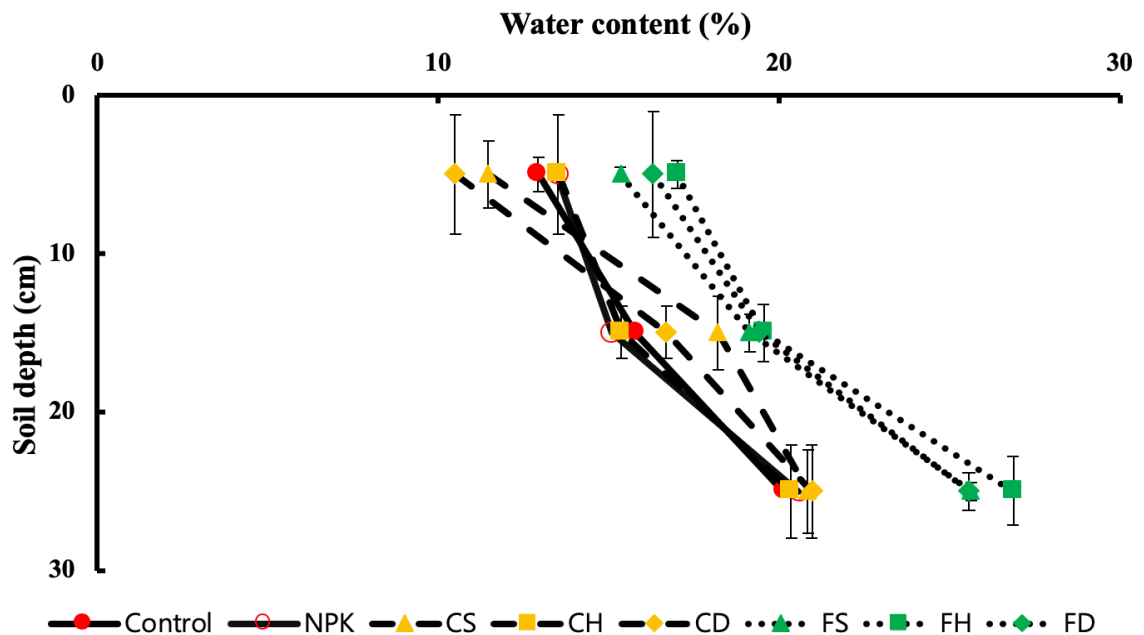 Water content (%)
0 10 20 30
0
10
20
30
Soil depth (cm)
Control NPK CS CH CD FS FH FD